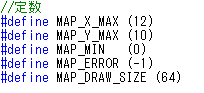 //定数
#define MAP_X_MAX (12)
#define MAP_Y_MAX (10)
#define MAP_MIN   (0)
#define MAP_ERROR (-1)
#define MAP_DRAW_SIZE (64)